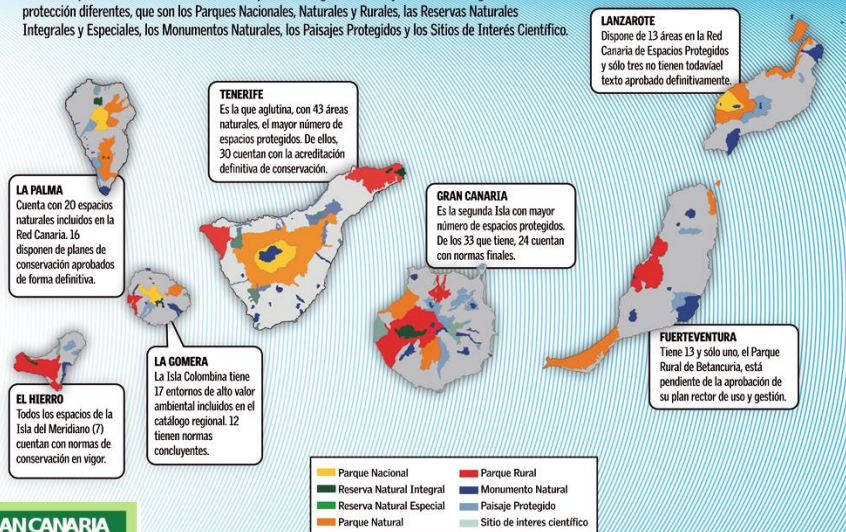 protección diferentes, que son los Parques Nacionales, Naturales y Rurales, las Reservas Naturales
Integrales y Especiales, los Monumentos Naturales, los Paisajes Protegidos y los Sitios de Interés Científico.
LANZAROTE
Dispone de 13 áreas en la Red
Canaria de Espacios Protegidos
y sólo tres no tienen todavíael
texto aprobado definitivamente.
TENERIFE
Es la que aglutina, con 43 áreas
naturales, el mayor número de
espacios protegidos. De ellos,
30 cuentan con la acreditación
definitiva de conservación.
LA PALMA
Cuenta con 20 espacios
naturales incluidos en la
Red Canaria. 16
disponen de planes de
conservación aprobados
de forma definitiva.
GRAN CANARIA
Es la segunda Isla con mayor
número de espacios protegidos.
De los 33 que tiene, 24 cuentan
con normas finales.
FUERTEVENTURA
Tiene 13 y sólo uno, el Parque
Rural de Betancuria, está
pendiente de la aprobación de
su plan rector de uso y gestión.
LA GOMERA
La Isla Colombina tiene
17 entornos de alto valor
ambiental incluidos en el
catálogo regional. 12
tienen normas
concluyentes.
EL HIERRO
Todos los espacios de la
Isla del Meridiano (7)
cuentan con normas de
conservación en vigor.
Parque Nacional
Reserva Natural Integral
Reserva Natural Especial
Parque Natural
Parque Rural
Monumento Natural
Paisaje Protegido
Sitio de interes científico
AN CANARIA